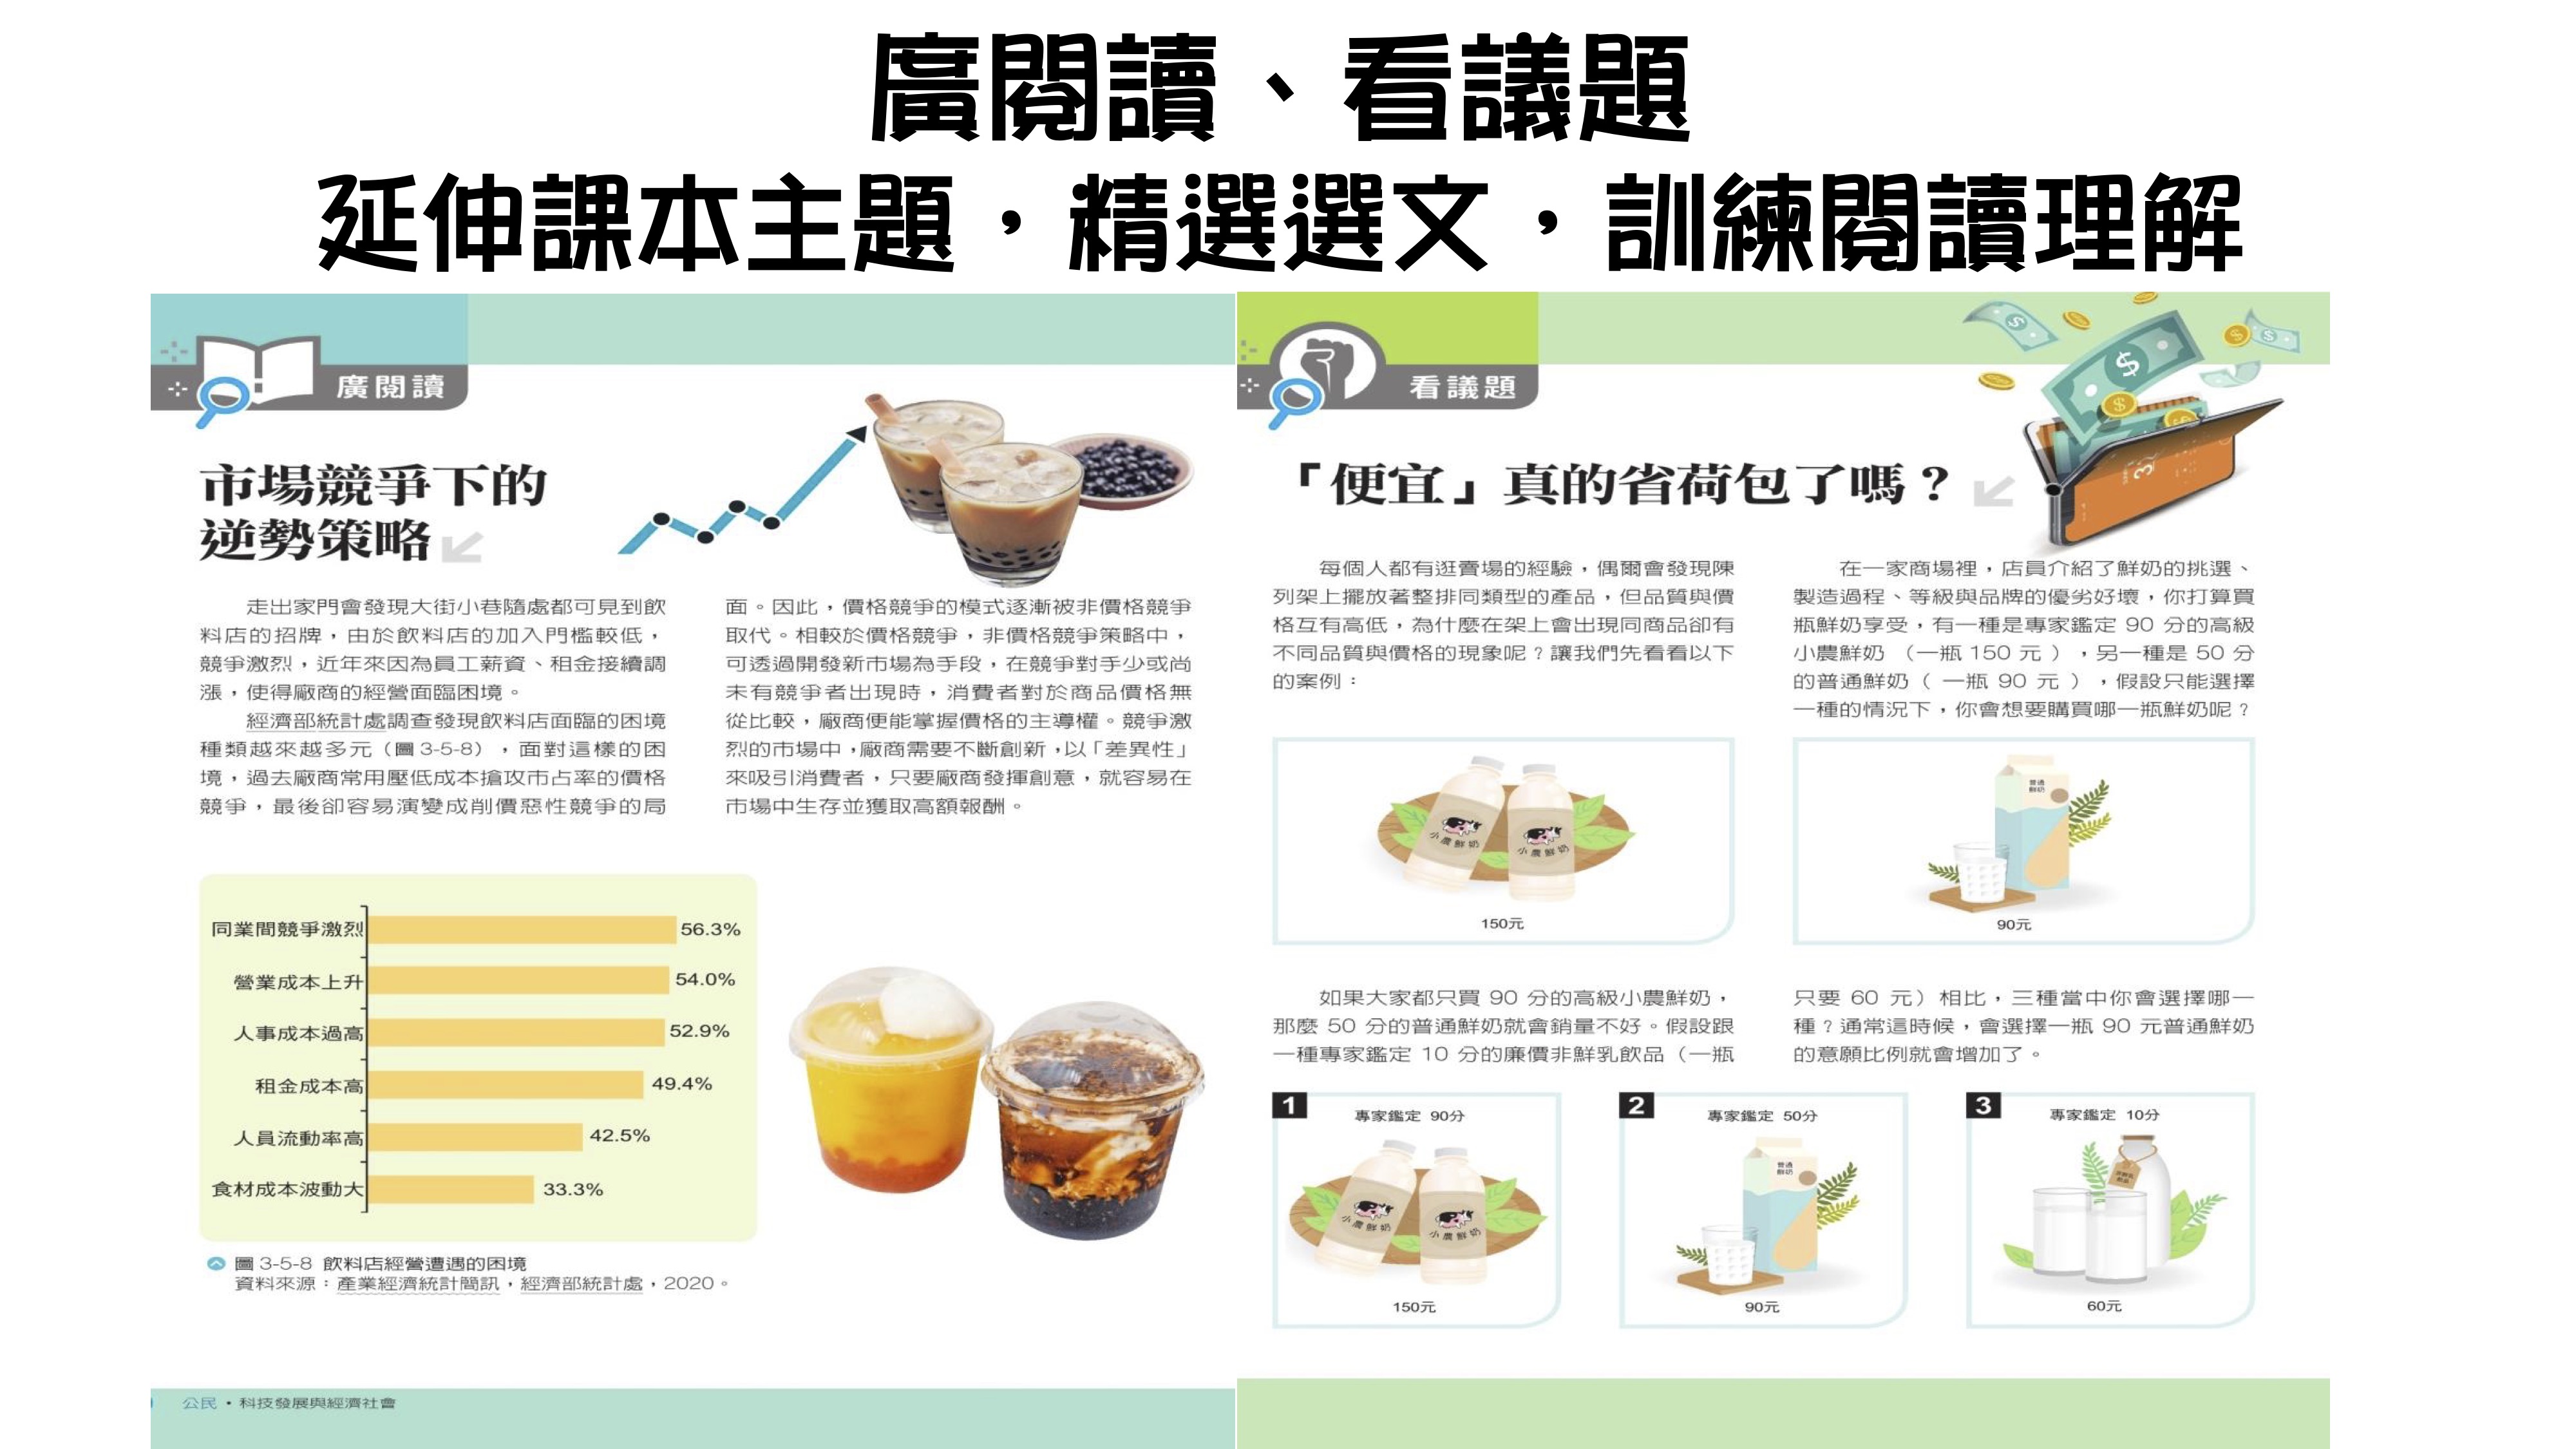 廣閱讀、看議題
延伸課本主題，精選選文，訓練閱讀理解
廣閱讀
市場競爭下的
逆勢策略
走出家門會發現大街小巷隨處都可見到飲
料店的招牌，由於飲料店的加入門檻較低，
競爭激烈，近年來因為員工薪資、租金接續調
漲，使得廠商的經營面臨困境。
經濟部統計處調查發現飲料店面臨的困境
種類越來越多元（圖 3-5-8），面對這樣的困
境，過去廠商常用壓低成本搶攻市占率的價格
競爭，最後卻容易演變成削價惡性競爭的局
面。因此，價格競爭的模式逐漸被非價格競爭
取代。相較於價格競爭，非價格競爭策略中，
可透過開發新市場為手段，在競爭對手少或尚
未有競爭者出現時，消費者對於商品價格無
從比較，廠商便能掌握價格的主導權。競爭激
烈的市場中，廠商需要不斷創新，以「差異性」
來吸引消費者，只要廠商發揮創意，就容易在
市場中生存並獲取高額報酬。
同業間競爭激烈 56.3%
營業成本上升 54.0%
人事成本過高 52.9%
租金成本高 49.4%
人員流動率高 42.5%
食材成本波動大 33.3%
圖 3-5-8 飲料店經營遭遇的困境
資料來源：產業經濟統計簡訊，經濟部統計處，2020。
公民・科技發展與經濟社會
看議題
「便宜」真的省荷包了嗎？
每個人都有逛賣場的經驗，偶爾會發現陳
列架上擺放著整排同類型的產品，但品質與價
格互有高低，為什麼在架上會出現同商品卻有
不同品質與價格的現象呢？讓我們先看看以下
的案例：
在一家商場裡，店員介紹了鮮奶的挑選、
製造過程、等級與品牌的優劣好壞，你打算買
瓶鮮奶享受，有一種是專家鑑定 90 分的高級
小農鮮奶（一瓶 150 元），另一種是 50 分
的普通鮮奶（一瓶 90 元），假設只能選擇
一種的情況下，你會想要購買哪一瓶鮮奶呢？
小農鮮奶
小農鮮奶
150元
普通
鮮奶
90元
如果大家都只買 90 分的高級小農鮮奶，
那麼 50 分的普通鮮奶就會銷量不好。假設跟
一種專家鑑定 10 分的廉價非鮮乳飲品（一瓶
只要 60 元）相比，三種當中你會選擇哪一
種？通常這時候，會選擇一瓶 90 元普通鮮奶
的意願比例就會增加了。
1
專家鑑定 90分
小農鮮奶
小農鮮奶
150元
2
專家鑑定 50分
普通
鮮奶
90元
3
專家鑑定 10分
60元